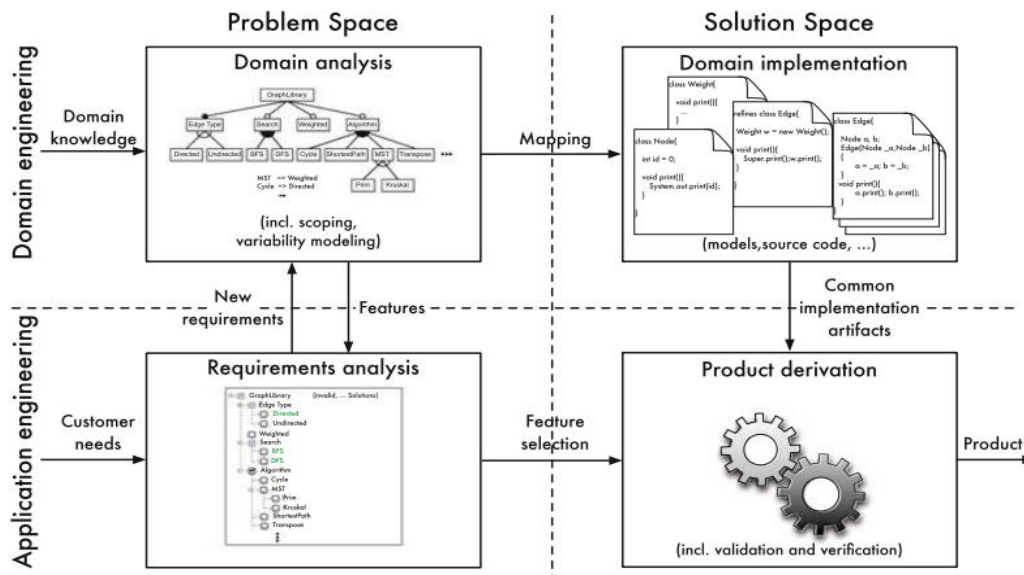 Problem Space
Solution Space
Domain engineering
Domain knowledge
Domain analysis
GraphLibrary
Edge Type Search Weighted Algorithm
Directed Undirected BFS DFS Cycle ShortestPath MST Transpose •••
MST => Weighted
Cycle => Directed
•••
Prim Kruskal
(incl. scoping,
variability modeling)
Mapping
Domain implementation
class Weight{
void print(){
...
class Node{
int id = 0;
void print(){
System.out.print(id);
}
}
refines class Edge{
Weight w = new Weight();
void print(){
Super.print();w.print();
}
}
class Edge{
Node a, b;
Edge(Node _a,Node _b)
{
a = _a; b = _b;
}
void print(){
a.print(); b.print();
}
}
(models,source code, ...)
New
requirements
Features
Common
implementation
artifacts
Application engineering
Customer
needs
Requirements analysis
GraphLibrary (invalid, ... Solutions)
Edge Type
Directed
Undirected
Weighted
Search
BFS
DFS
Algorithm
Cycle
MST
Prim
Kruskal
ShortestPath
Transpose
Feature
selection
Product derivation
(incl. validation and verification)
Product